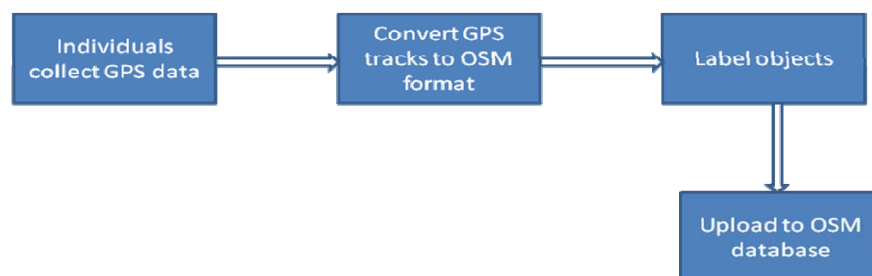 Individuals
collect GPS data
Convert GPS
tracks to OSM
format
Label objects
Upload to OSM
database